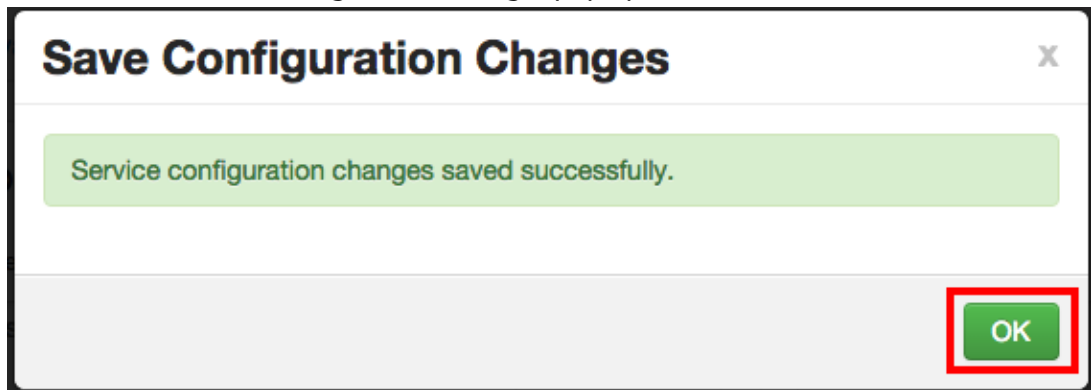 Save Configuration Changes
x
Service configuration changes saved successfully.
OK